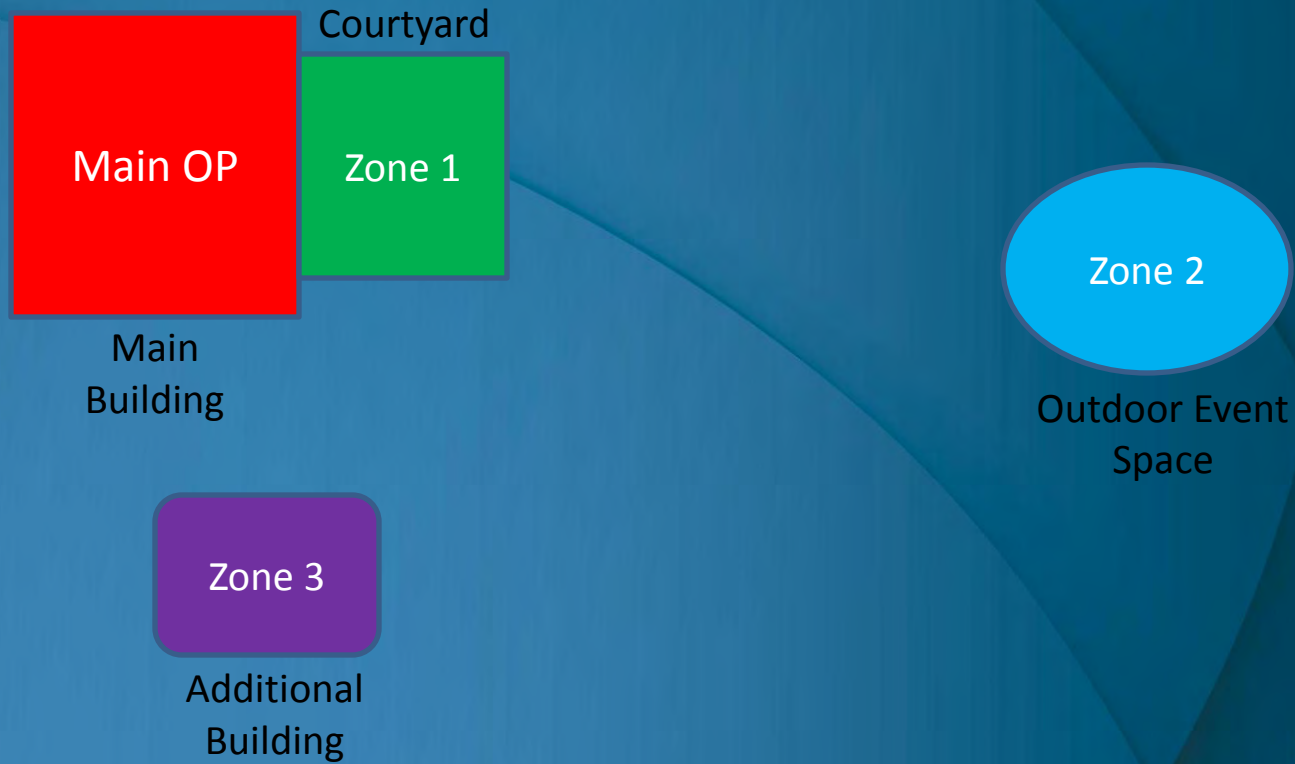 Courtyard
Main OP
Zone 1
Main
Building
Zone 2
Outdoor Event
Space
Zone 3
Additional
Building